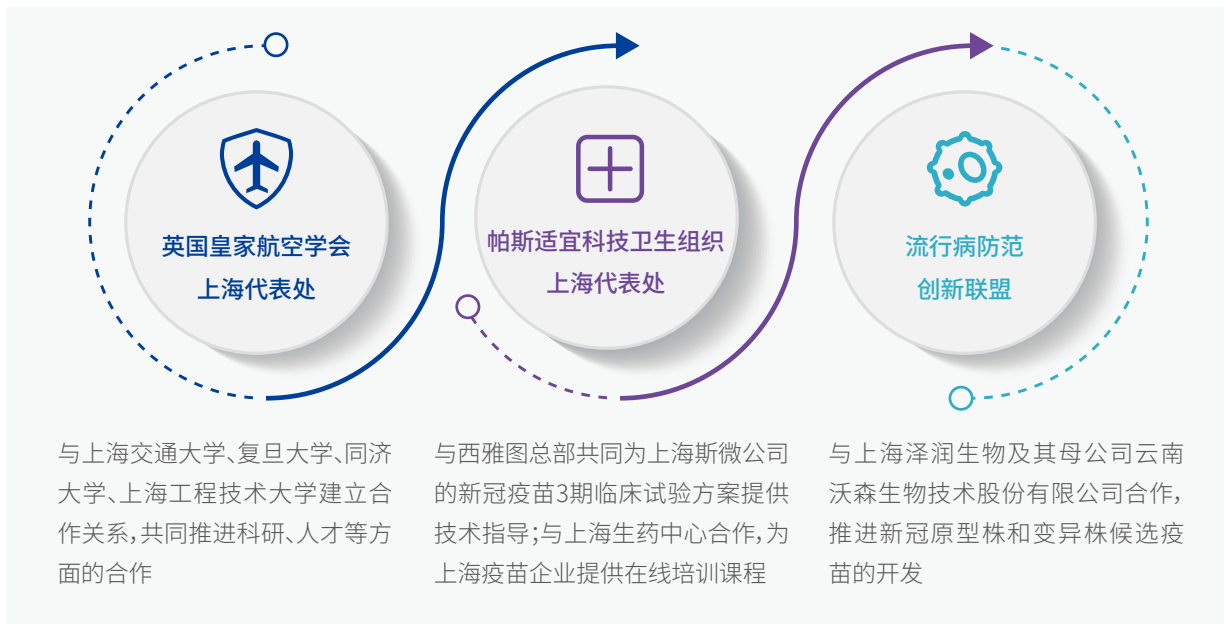 英国皇家航空学会
上海代表处
与上海交通大学、复旦大学、同济
大学、上海工程技术大学建立合
作关系,共同推进科研、人才等方
面的合作
帕斯适宜科技卫生组织
上海代表处
与西雅图总部共同为上海斯微公司
的新冠疫苗3期临床试验方案提供
技术指导;与上海生药中心合作,为
上海疫苗企业提供在线培训课程
流行病防范
创新联盟
与上海泽润生物及其母公司云南
沃森生物技术股份有限公司合作,
推进新冠原型株和变异株候选疫
苗的开发